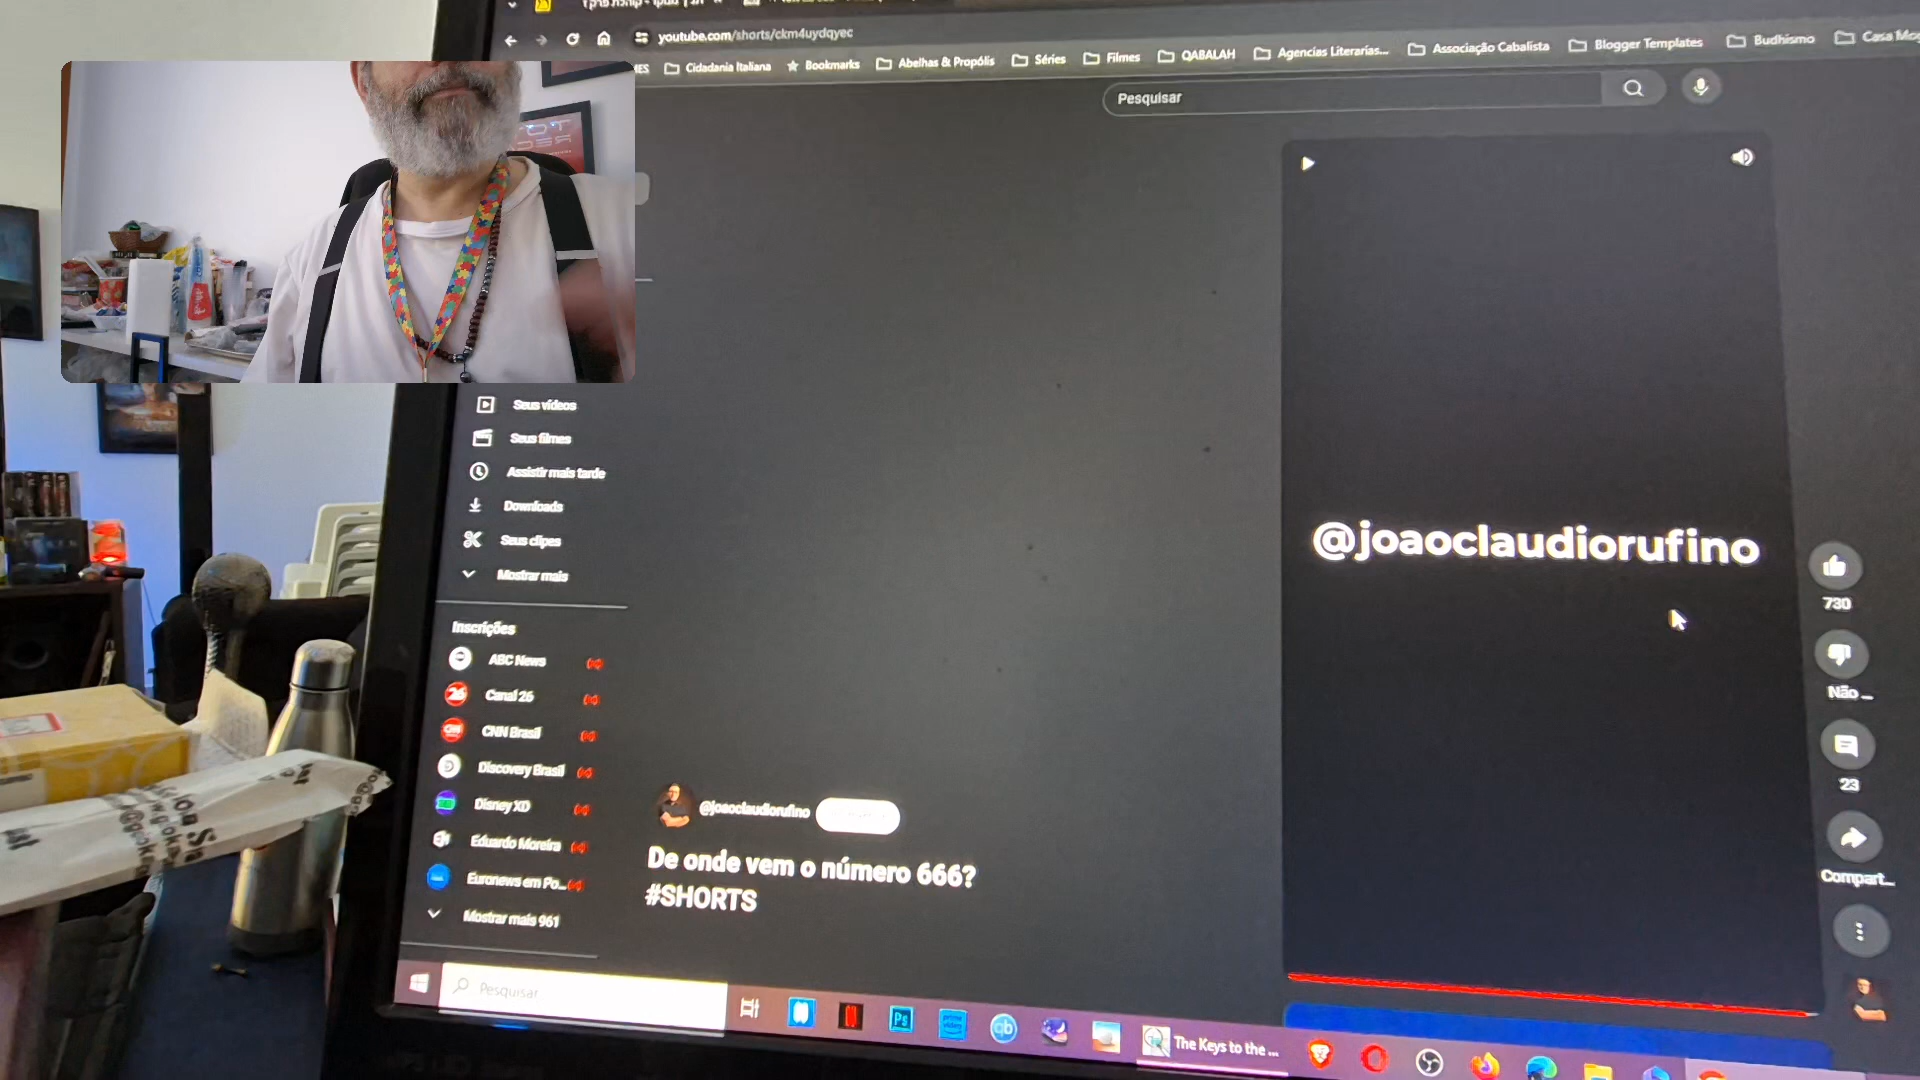 youtube.com/shorts/ckm4uydqyec
Cidadania Italiana
Bookmarks
Abelhas & Propólis
Séries
Filmes
QABALAH
Agencias Literarias...
Associação Cabalista
Blogger Templates
Budhismo
Pesquisar
Seus vídeos
Seus filmes
Assistir mais tarde
Downloads
Seus clipes
Mostrar mais
Inscrições
ABC News
Canal 26
CNN Brasil
Discovery Brasil
Disney XD
Eduardo Moreira
Euronews em Po...
Mostrar mais 961
@joaoclaudiorufino
De onde vem o número 666?
#SHORTS
@joaoclaudiorufino
730
Não ...
23
Compart...
Pesquisar
Ps
qb
The Keys to the ...